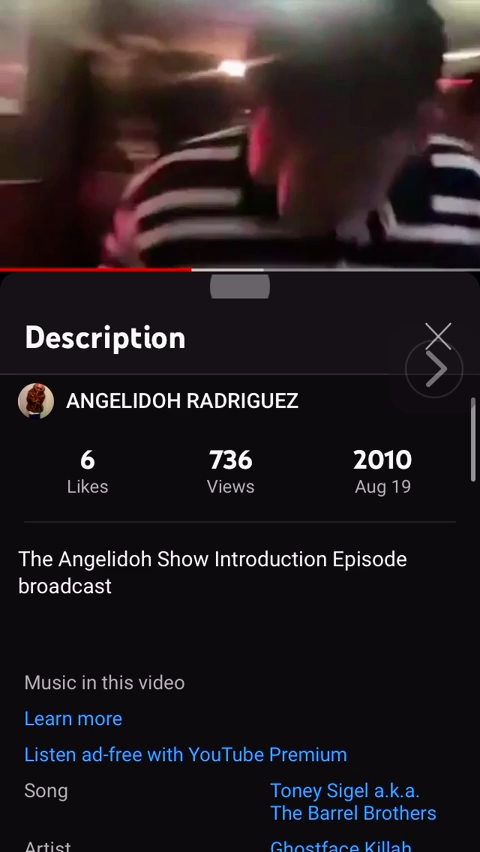 Description
ANGELIDOH RADRIGUEZ
6 736 2010
Likes Views Aug 19
The Angelidoh Show Introduction Episode
broadcast
Music in this video
Learn more
Listen ad-free with YouTube Premium
Song Toney Sigel a.k.a.
The Barrel Brothers
Artist Ghostface Killah